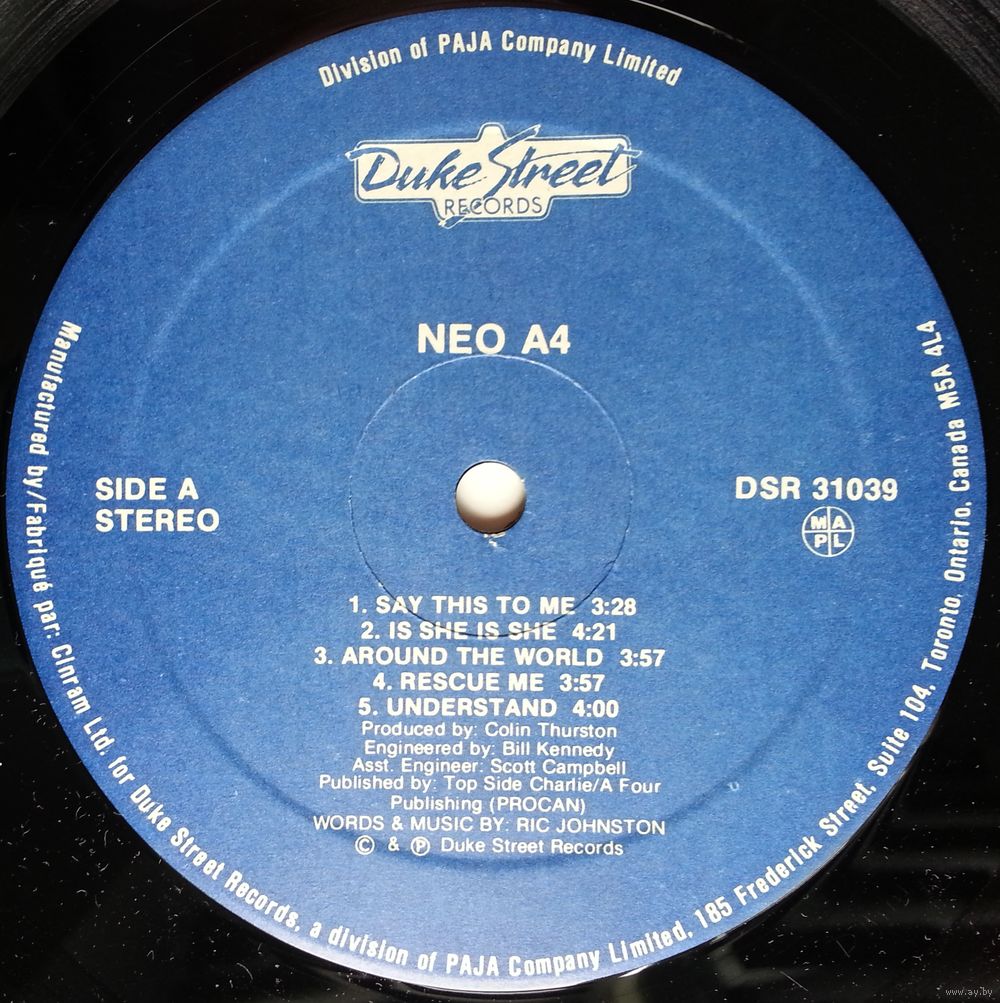 Division of PAJA Company Limited
Duke Street
RECORDS
NEO A4
SIDE A
STEREO
DSR 31039
M A
P L
1. SAY THIS TO ME 3:28
2. IS SHE IS SHE 4:21
3. AROUND THE WORLD 3:57
4. RESCUE ME 3:57
5. UNDERSTAND 4:00
Produced by: Colin Thurston
Engineered by: Bill Kennedy
Asst. Engineer: Scott Campbell
Published by: Top Side Charlie/A Four
Publishing (PROCAN)
WORDS & MUSIC BY: RIC JOHNSTON
© & ℗ Duke Street Records
Manufactured by/Fabriqué par: Cinram Ltd. for Duke Street Records, a division of PAJA Company Limited, 185 Frederick Street, Suite 104, Toronto, Ontario, Canada M5A 4L4
www.ay.by